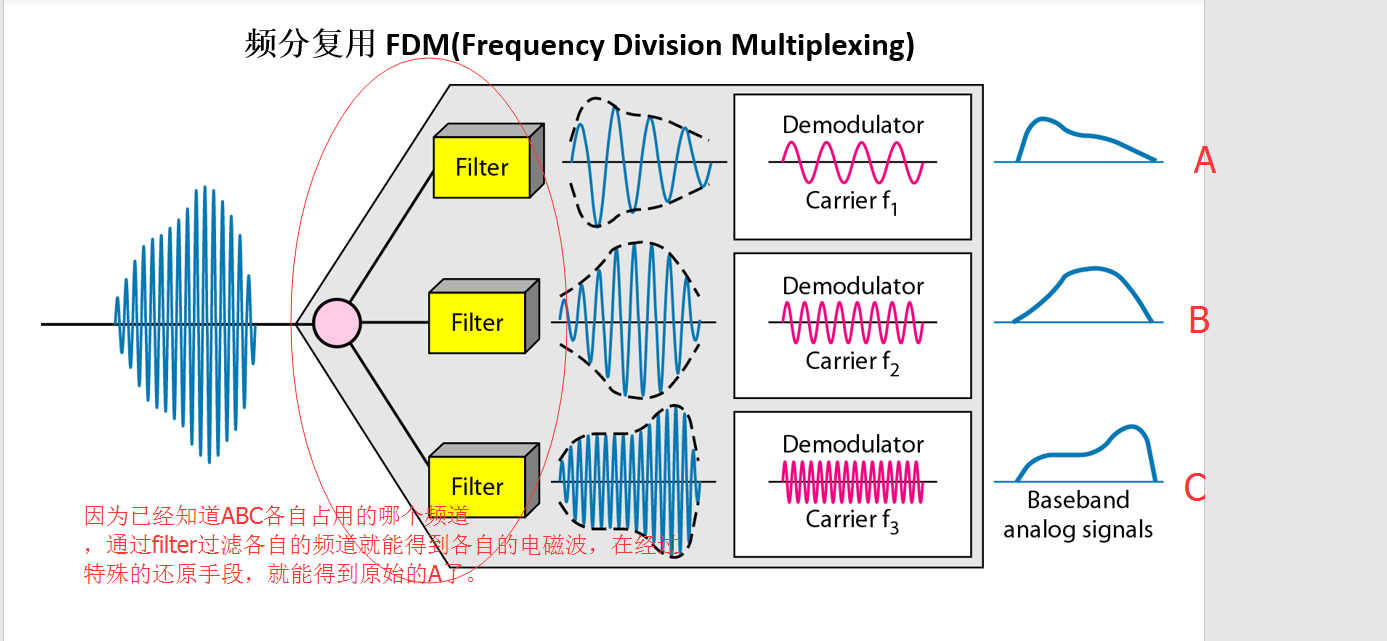 频分复用 FDM(Frequency Division Multiplexing)
Filter
Demodulator
Carrier f1
A
Filter
Demodulator
Carrier f2
B
Filter
Demodulator
Carrier f3
C
Baseband
analog signals
因为已经知道ABC各自占用的哪个频道
，通过filter过滤各自的频道就能得到各自的电磁波，在经过
特殊的还原手段，就能得到原始的A了。